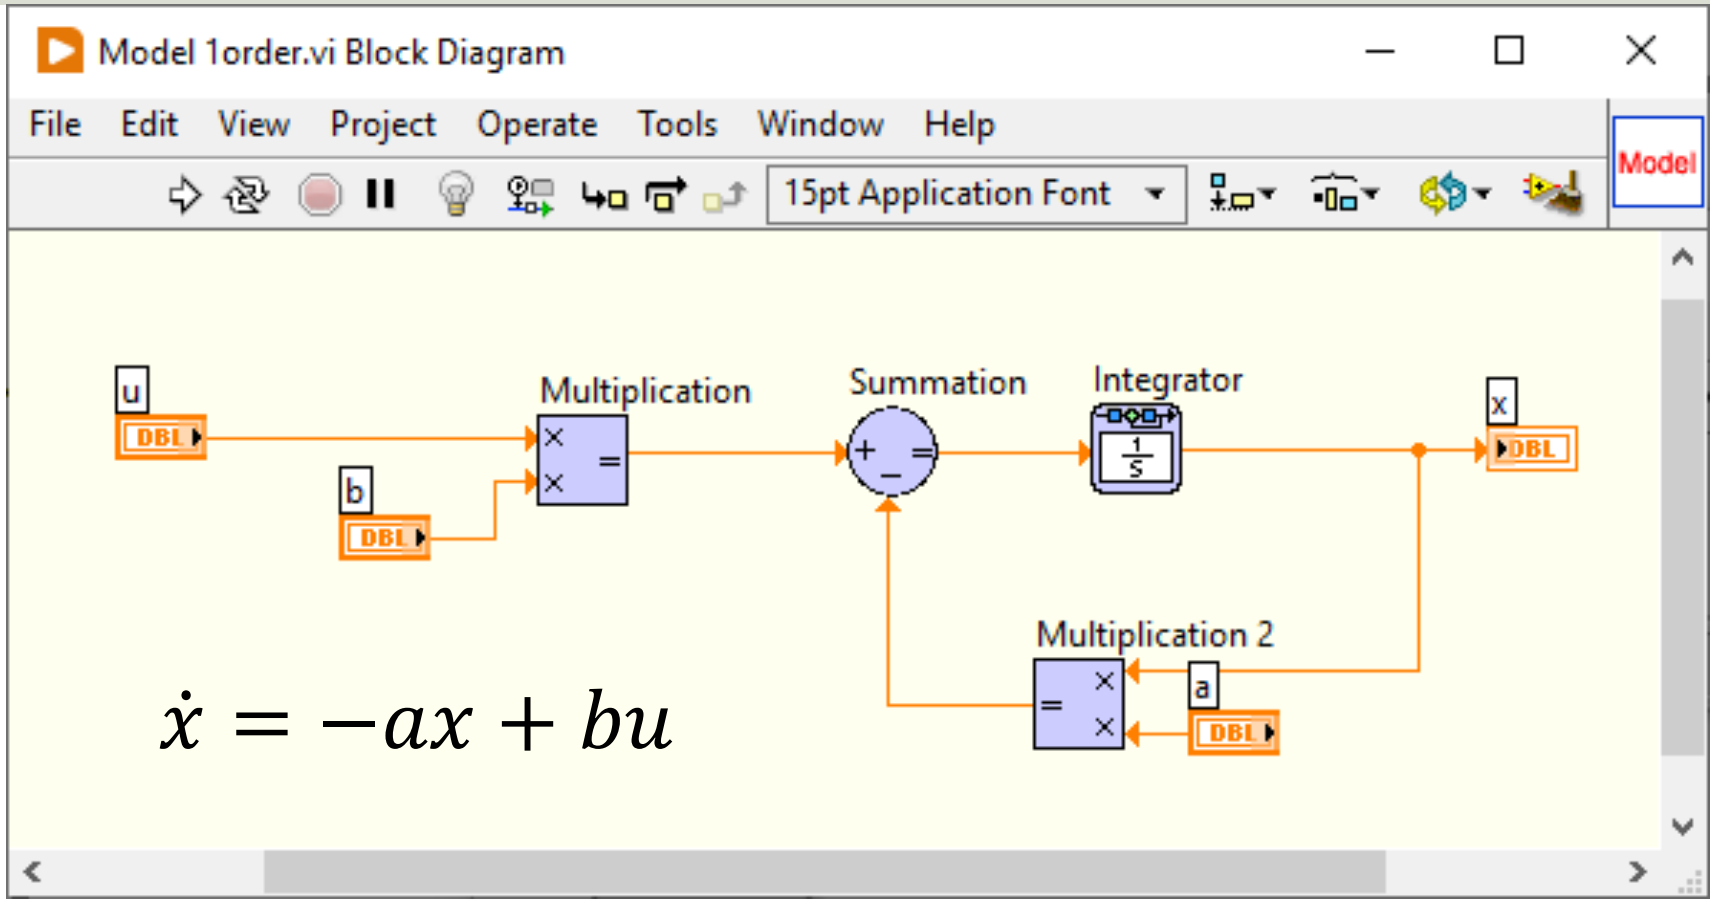 Model 1order.vi Block Diagram
File Edit View Project Operate Tools Window Help
15pt Application Font
Model
u
DBL
b
DBL
Multiplication
×
×
=
Summation
+
−
=
Integrator
1
s
x
DBL
Multiplication 2
=
×
×
a
DBL
ẋ = −ax + bu